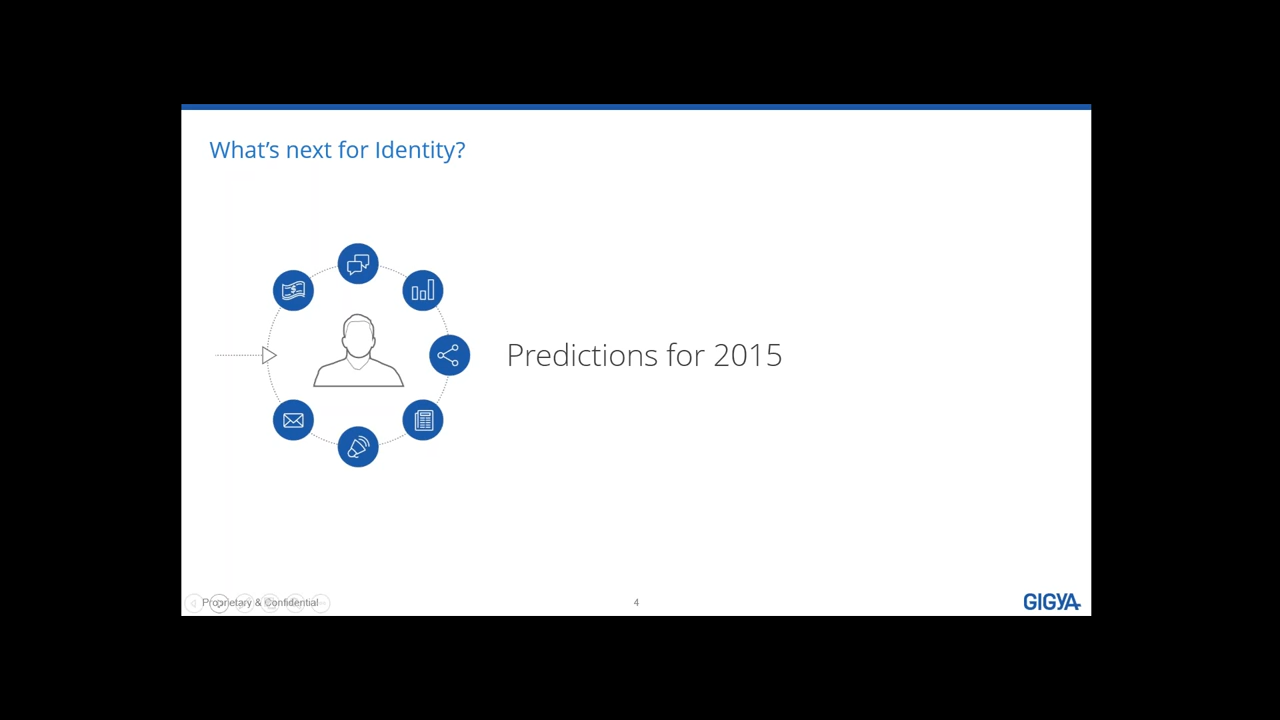 What's next for Identity?
Predictions for 2015
Proprietary & Confidential
4
GIGYA